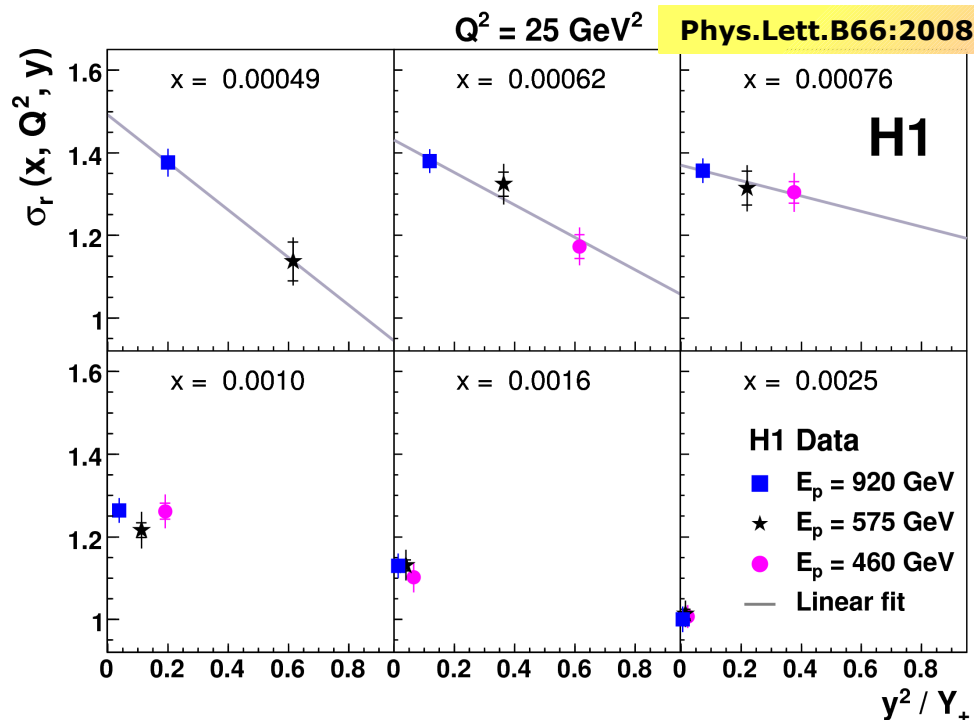 Q² = 25 GeV²
Phys.Lett.B66:2008
σr (x, Q², y)
x = 0.00049
x = 0.00062
x = 0.00076
H1
1.6
1.4
1.2
1
x = 0.0010
x = 0.0016
x = 0.0025
1.6
1.4
1.2
1
H1 Data
Ep = 920 GeV
Ep = 575 GeV
Ep = 460 GeV
Linear fit
0 0.2 0.4 0.6 0.8 0 0.2 0.4 0.6 0.8 0 0.2 0.4 0.6 0.8
y² / Y+